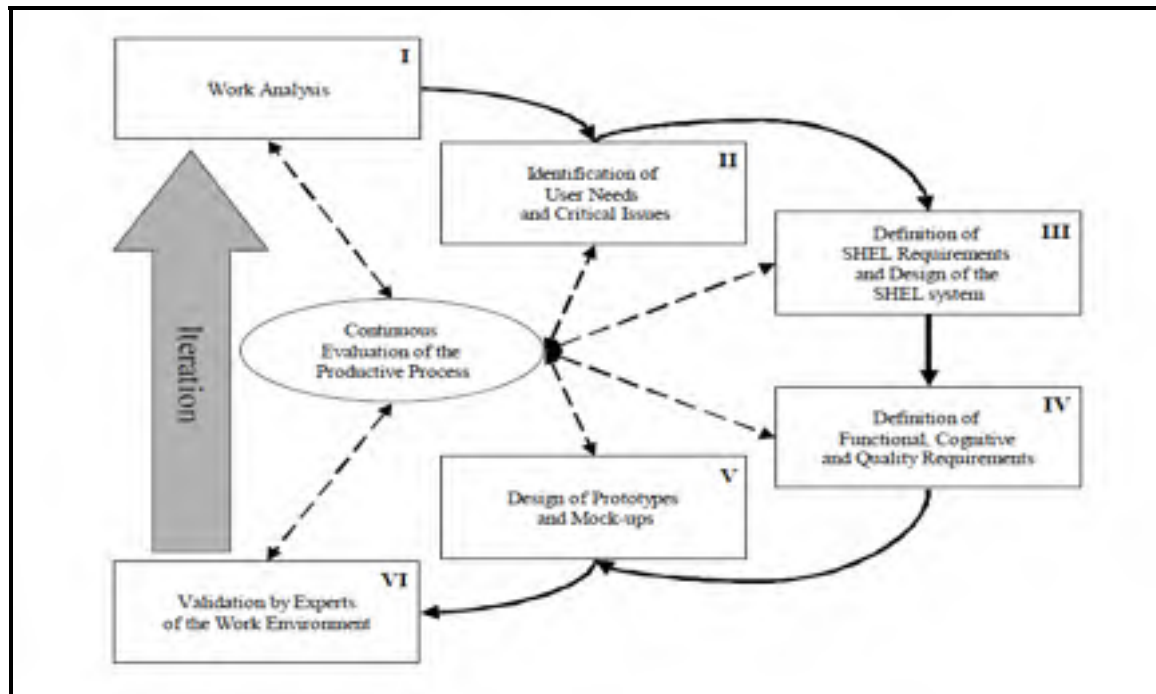 I
Work Analysis
II
Identification of
User Needs
and Critical Issues
III
Definition of
SHEL Requirements
and Design of the
SHEL system
Continuous
Evaluation of the
Productive Process
Iteration
IV
Definition of
Functional, Cognitive
and Quality Requirements
V
Design of Prototypes
and Mock-ups
VI
Validation by Experts
of the Work Environment